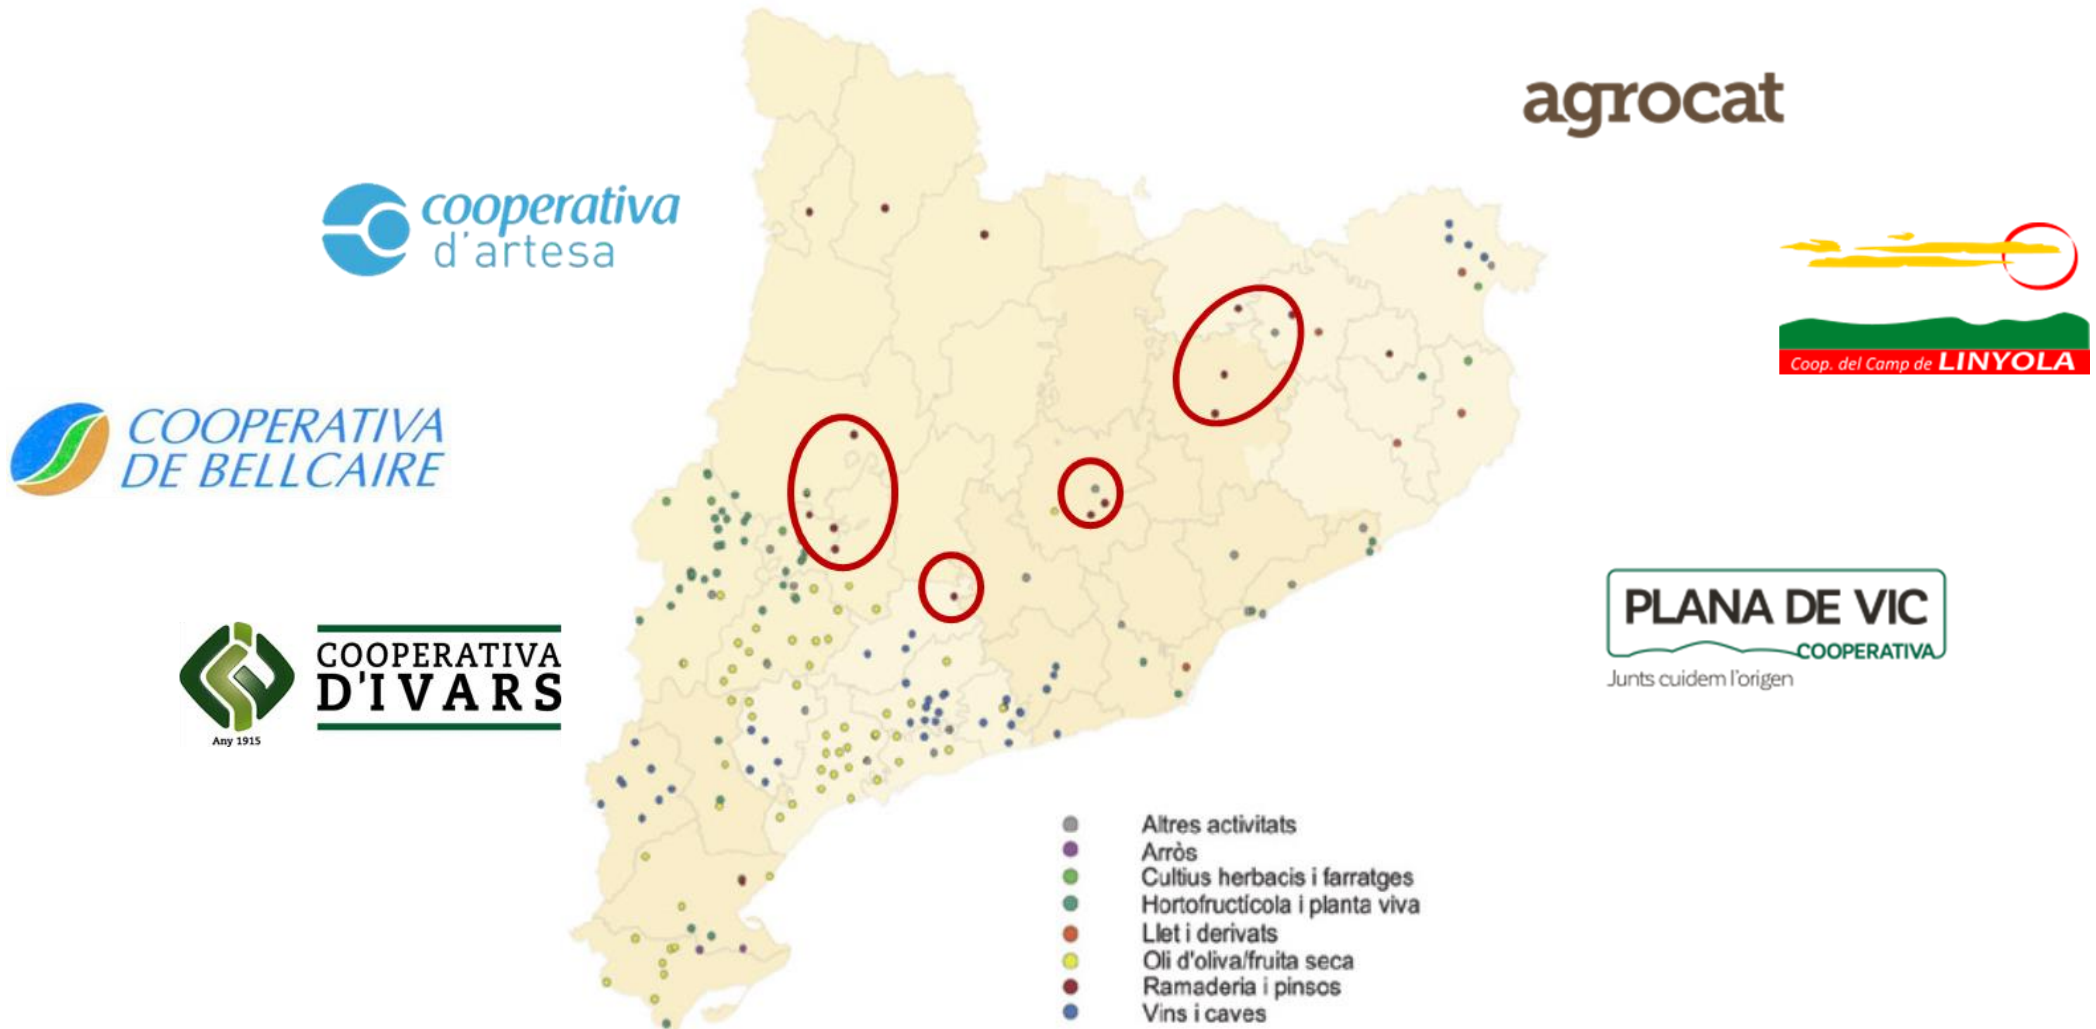 agrocat
cooperativa
d'artesa
Coop. del Camp de LINYOLA
COOPERATIVA
DE BELLCAIRE
PLANA DE VIC
COOPERATIVA
Junts cuidem l'origen
COOPERATIVA
D'IVARS
Any 1915
Altres activitats
Arròs
Cultius herbacis i farratges
Hortofructícola i planta viva
Llet i derivats
Oli d'oliva/fruita seca
Ramaderia i pinsos
Vins i caves